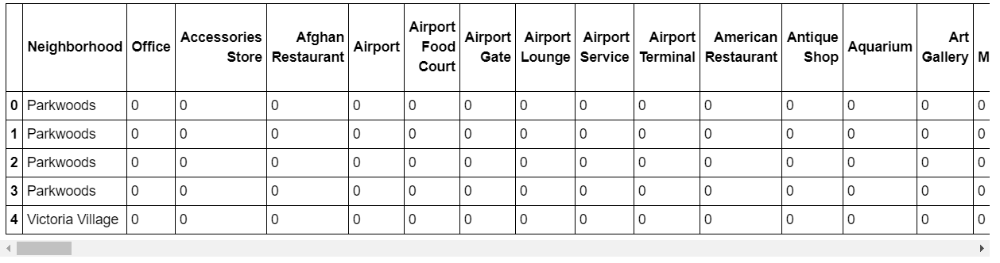 Neighborhood Office Accessories Store Afghan Restaurant Airport Airport Food Court Airport Gate Airport Lounge Airport Service Airport Terminal American Restaurant Antique Shop Aquarium Art Gallery M
0 Parkwoods 0 0 0 0 0 0 0 0 0 0 0 0 0 0
1 Parkwoods 0 0 0 0 0 0 0 0 0 0 0 0 0 0
2 Parkwoods 0 0 0 0 0 0 0 0 0 0 0 0 0 0
3 Parkwoods 0 0 0 0 0 0 0 0 0 0 0 0 0 0
4 Victoria Village 0 0 0 0 0 0 0 0 0 0 0 0 0 0